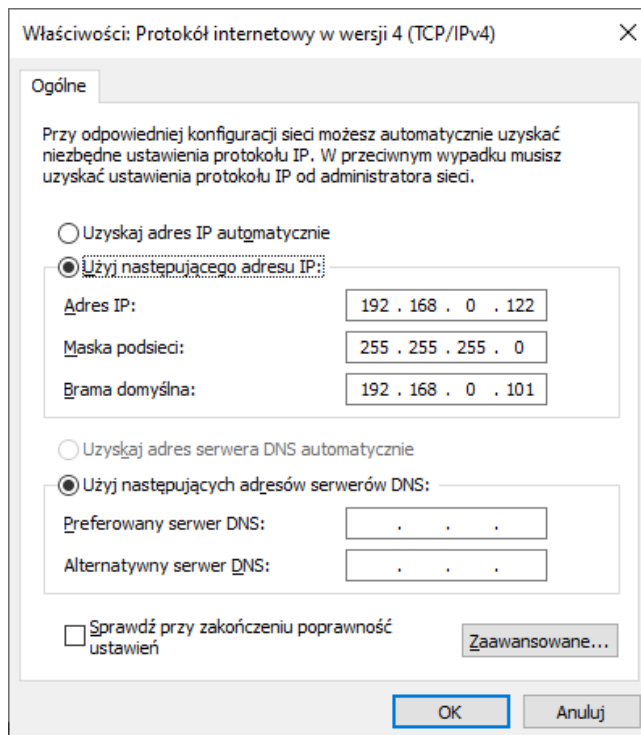 Właściwości: Protokół internetowy w wersji 4 (TCP/IPv4)
Ogólne
Przy odpowiedniej konfiguracji sieci możesz automatycznie uzyskać
niezbędne ustawienia protokołu IP. W przeciwnym wypadku musisz
uzyskać ustawienia protokołu IP od administratora sieci.
Uzyskaj adres IP automatycznie
Użyj następującego adresu IP:
Adres IP: 192 . 168 . 0 . 122
Maska podsieci: 255 . 255 . 255 . 0
Brama domyślna: 192 . 168 . 0 . 101
Uzyskaj adres serwera DNS automatycznie
Użyj następujących adresów serwerów DNS:
Preferowany serwer DNS: . . .
Alternatywny serwer DNS: . . .
Sprawdź przy zakończeniu poprawność
ustawień
Zaawansowane...
OK Anuluj